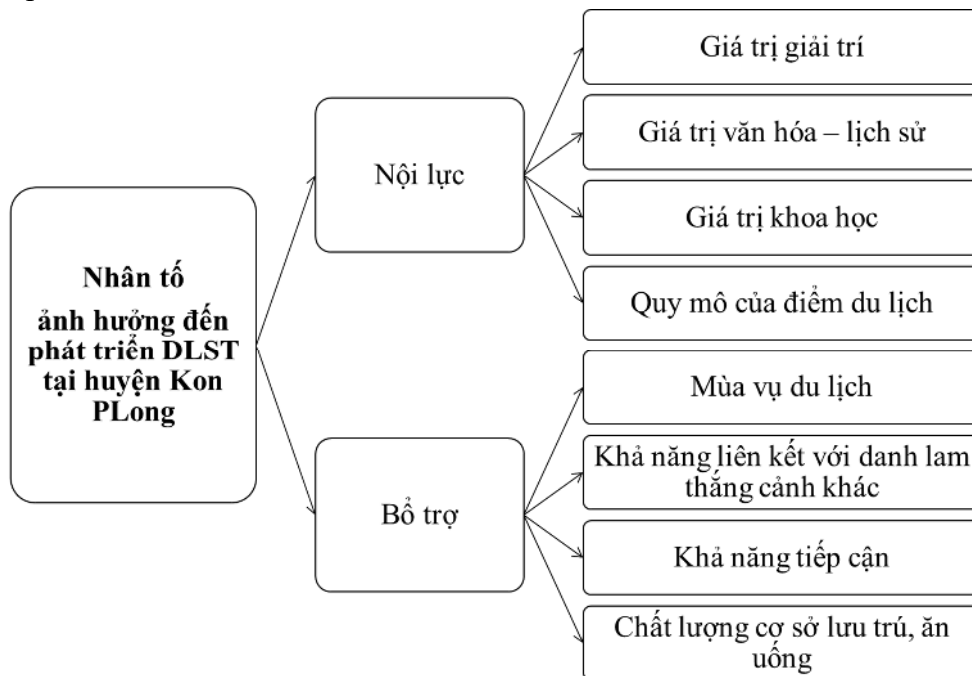 Nhân tố
ảnh hưởng đến
phát triển DLST
tại huyện Kon
PLong
Nội lực
Giá trị giải trí
Giá trị văn hóa – lịch sử
Giá trị khoa học
Quy mô của điểm du lịch
Bổ trợ
Mùa vụ du lịch
Khả năng liên kết với danh lam
thắng cảnh khác
Khả năng tiếp cận
Chất lượng cơ sở lưu trú, ăn
uống